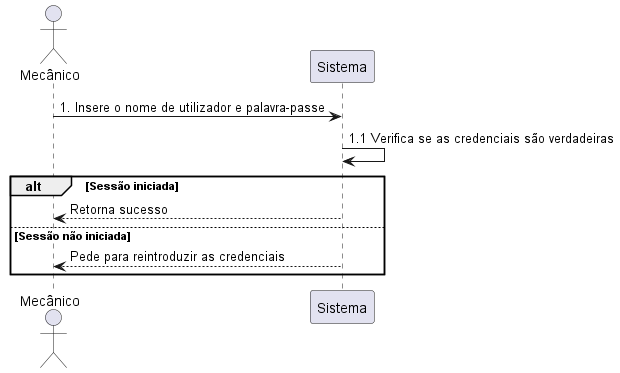 Mecânico
Sistema
1. Insere o nome de utilizador e palavra-passe
1.1 Verifica se as credenciais são verdadeiras
alt [Sessão iniciada]
Retorna sucesso
[Sessão não iniciada]
Pede para reintroduzir as credenciais
Mecânico
Sistema